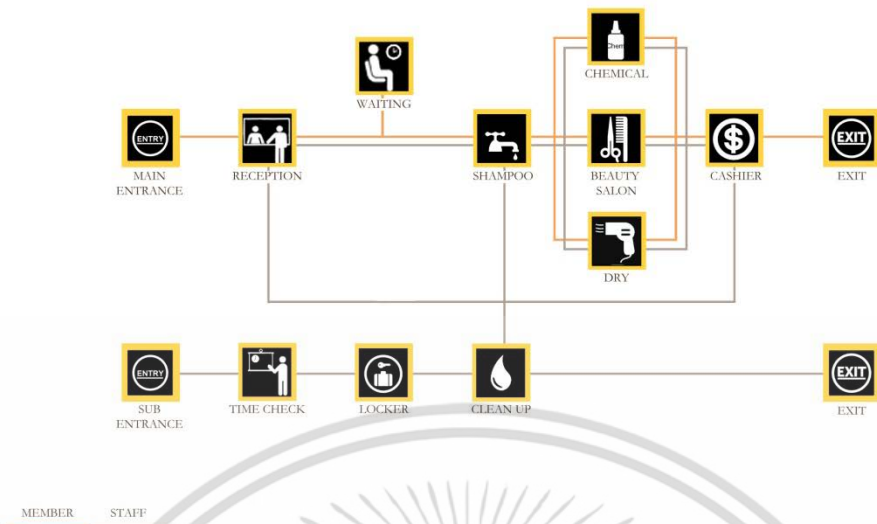 Chem
CHEMICAL
WAITING
ENTRY
EXIT
MAIN
ENTRANCE
RECEPTION
SHAMPOO
BEAUTY
SALON
CASHIER
EXIT
DRY
ENTRY
EXIT
SUB
ENTRANCE
TIME CHECK
LOCKER
CLEAN UP
EXIT
MEMBER STAFF